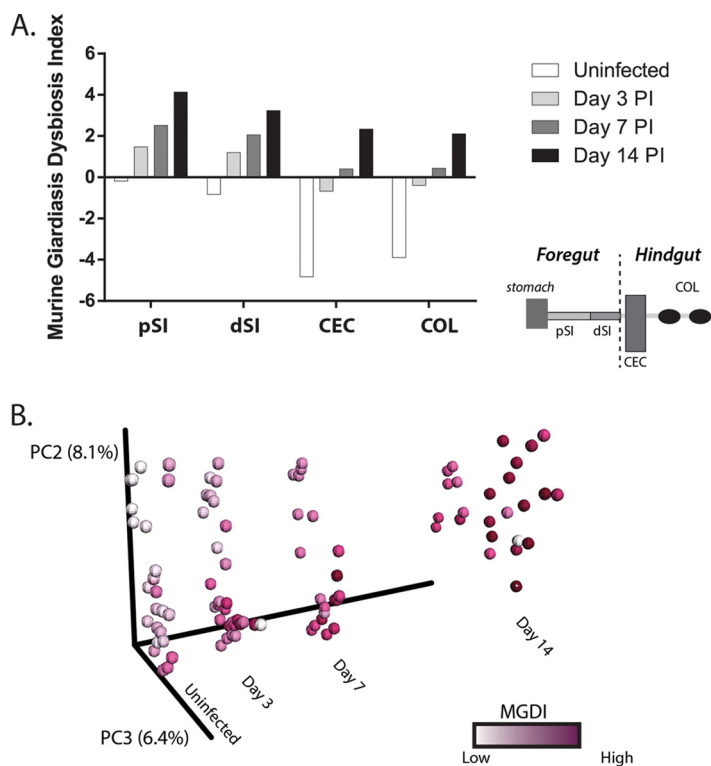 A.
Murine Giardiasis Dysbiosis Index
6
4
2
0
-2
-4
-6
pSI dSI CEC COL
Uninfected
Day 3 PI
Day 7 PI
Day 14 PI
Foregut Hindgut
stomach
COL
pSI dSI
CEC
B.
PC2 (8.1%)
PC3 (6.4%)
Uninfected
Day 3
Day 7
Day 14
MGDI
Low High